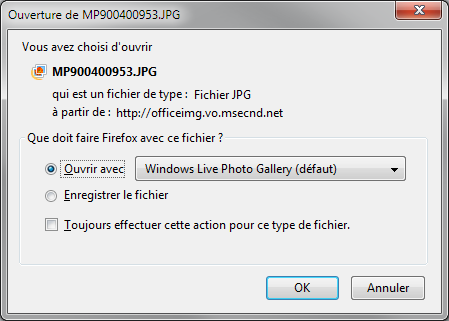 Ouverture de MP900400953.JPG
Vous avez choisi d'ouvrir
MP900400953.JPG
qui est un fichier de type : Fichier JPG
à partir de : http://officeimg.vo.msecnd.net
Que doit faire Firefox avec ce fichier ?
Ouvrir avec Windows Live Photo Gallery (défaut)
Enregistrer le fichier
Toujours effectuer cette action pour ce type de fichier.
OK Annuler